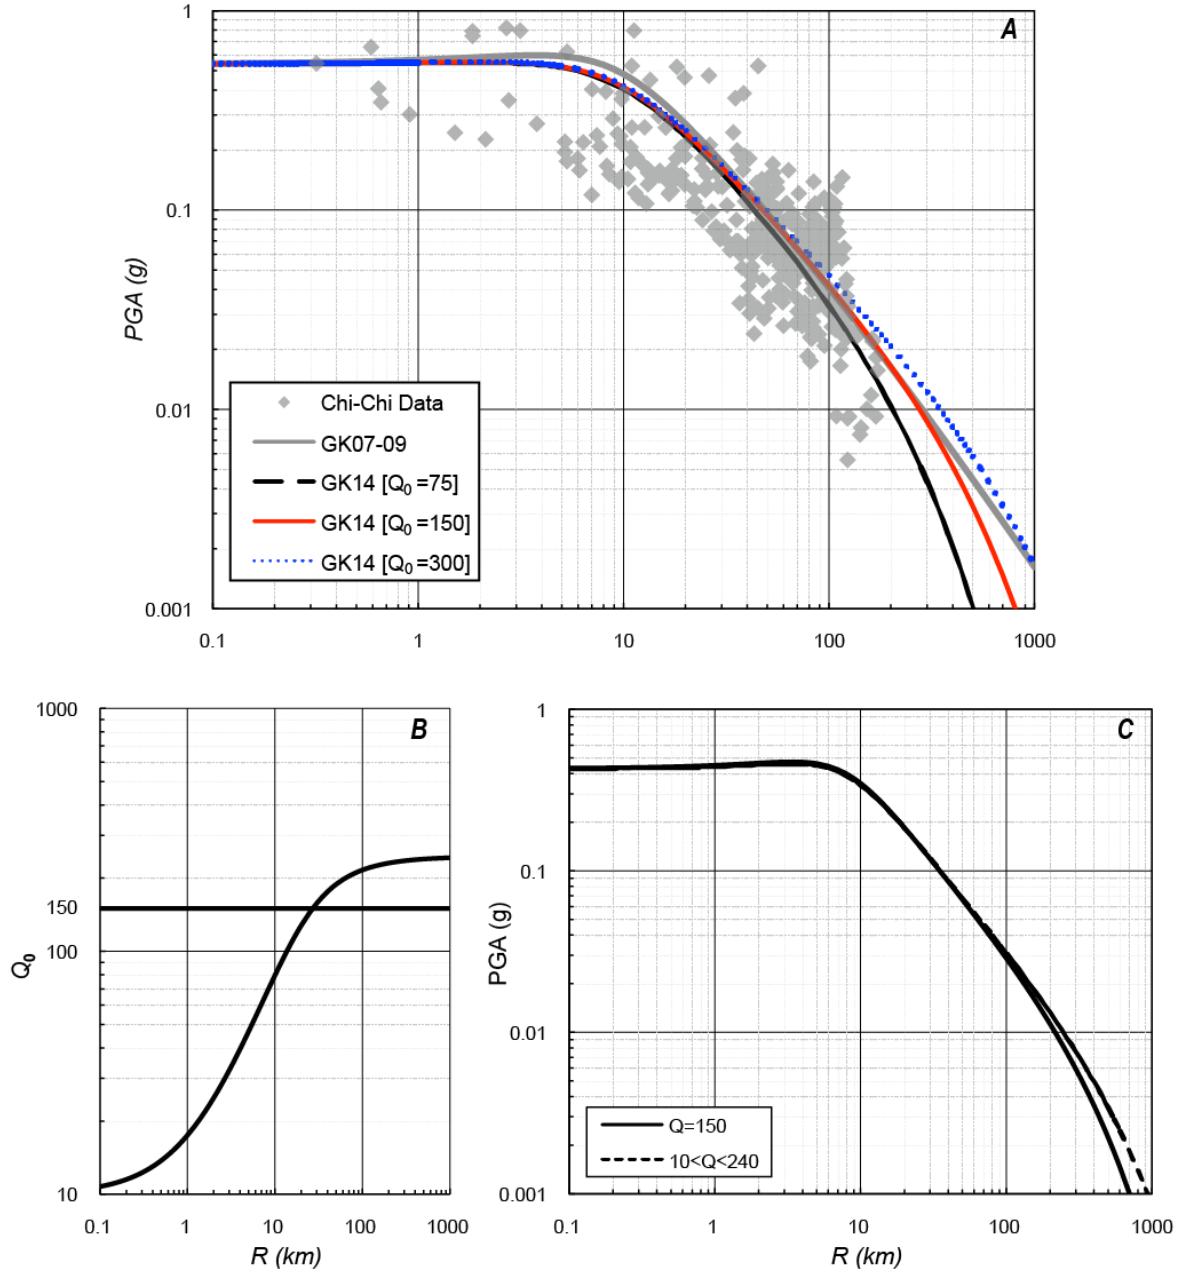 1
A
0.1
PGA (g)
0.01
0.001
Chi-Chi Data
GK07-09
GK14 [Q₀ =75]
GK14 [Q₀ =150]
GK14 [Q₀ =300]
0.1 1 10 100 1000
R (km)
1000
B
150
100
Q₀
10
0.1 1 10 100 1000
R (km)
1
C
0.1
PGA (g)
0.01
0.001
Q=150
10<Q<240
0.1 1 10 100 1000
R (km)